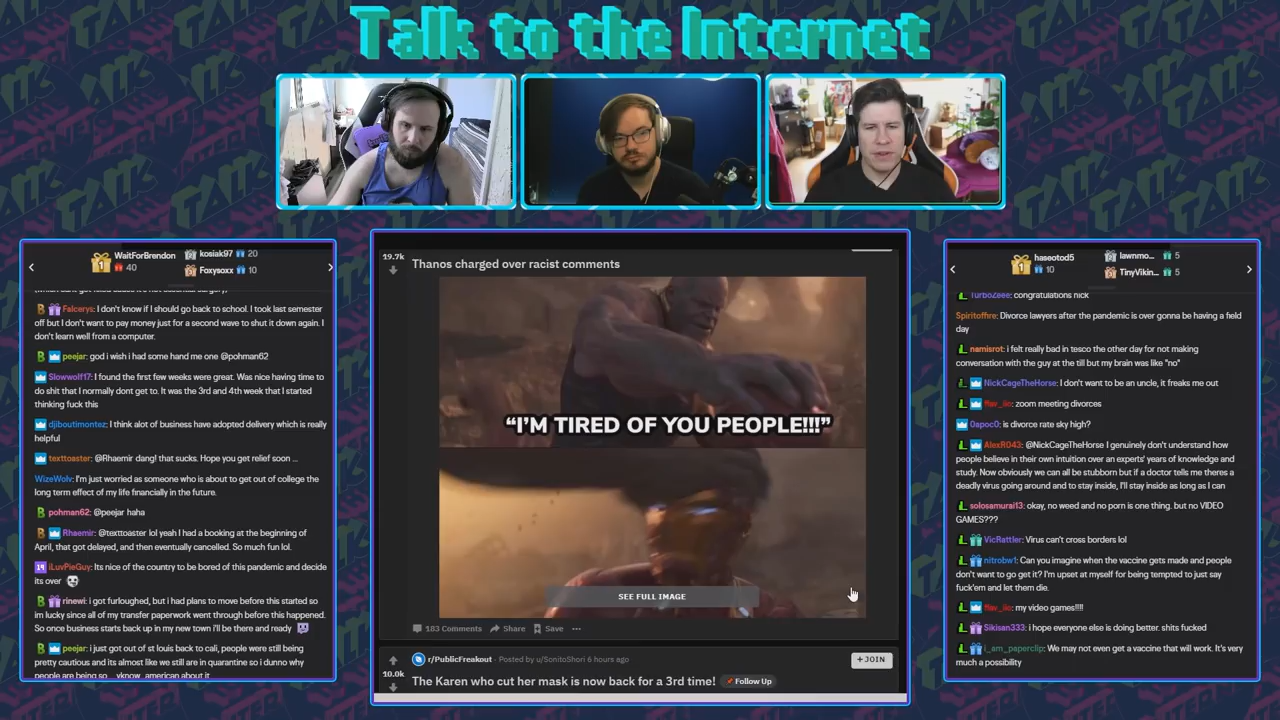 Talk to the Internet
WaitForBrendon
40
kosiak97 20
Foxysoxx 10
Falcerys: I don't know if I should go back to school. I took last semester
off but I don't want to pay money just for a second wave to shut it down again. I
don't learn well from a computer.
peejar: god i wish i had some hand me one @pohman62
Slowwolf17: I found the first few weeks were great. Was nice having time to
do shit that I normally dont get to. It was the 3rd and 4th week that I started
thinking fuck this
djiboutimontez: I think alot of business have adopted delivery which is really
helpful
texttoaster: @Rhaemir dang! that sucks. Hope you get relief soon ...
WizeWolv: I'm just worried as someone who is about to get out of college the
long term effect of my life financially in the future.
pohman62: @peejar haha
Rhaemir: @texttoaster lol yeah I had a booking at the beginning of
April, that got delayed, and then eventually cancelled. So much fun lol.
iLuvPieGuy: Its nice of the country to be bored of this pandemic and decide
its over
rinewi: i got furloughed, but i had plans to move before this started so
im lucky since all of my transfer paperwork went through before this happened.
So once business starts back up in my new town i'll be there and ready
peejar: i just got out of st louis back to cali, people were still being
pretty cautious and its almost like we still are in quarantine so i dunno why
people are being so... yknow, american about it
19.7k
Thanos charged over racist comments
“I’M TIRED OF YOU PEOPLE!!!”
SEE FULL IMAGE
183 Comments Share Save
r/PublicFreakout · Posted by u/SonitoShori 6 hours ago
+ JOIN
10.0k
The Karen who cut her mask is now back for a 3rd time! Follow Up
haseotod5
10
lawnmo... 5
TinyVikin... 5
TurboZeee: congratulations nick
Spiritoffire: Divorce lawyers after the pandemic is over gonna be having a field
day
namisrot: i felt really bad in tesco the other day for not making
conversation with the guy at the till but my brain was like "no"
NickCageTheHorse: I don't want to be an uncle, it freaks me out
zoom meeting divorces
0apoc0: is divorce rate sky high?
AlexR043: @NickCageTheHorse I genuinely don't understand how
people believe in their own intuition over an experts' years of knowledge and
study. Now obviously we can all be stubborn but if a doctor tells me theres a
deadly virus going around and to stay inside, I'll stay inside as long as I can
solosamurai13: okay, no weed and no porn is one thing. but no VIDEO
GAMES???
VicRattler: Virus can't cross borders lol
nitrobw1: Can you imagine when the vaccine gets made and people
don't want to go get it? I'm upset at myself for being tempted to just say
fuck'em and let them die.
my video games!!!!
Sikisan333: i hope everyone else is doing better. shits fucked
i_am_paperclip: We may not even get a vaccine that will work. It's very
much a possibility